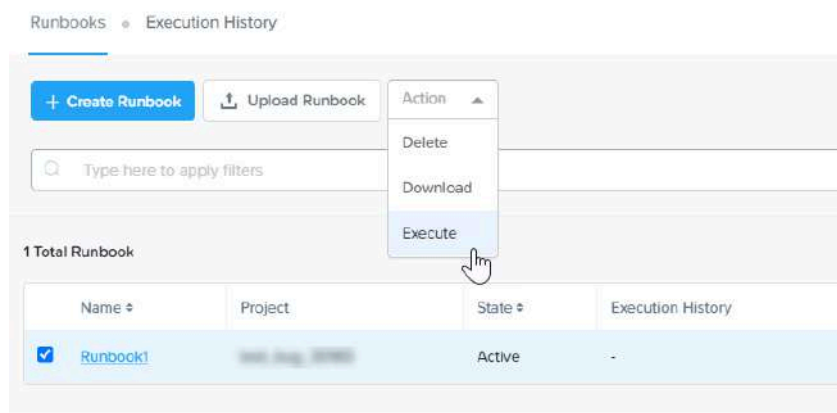 Runbooks Execution History
+ Create Runbook Upload Runbook Action
Delete
Type here to apply filters
Download
Execute
1 Total Runbook
Name Project State Execution History
Runbook1 Active -